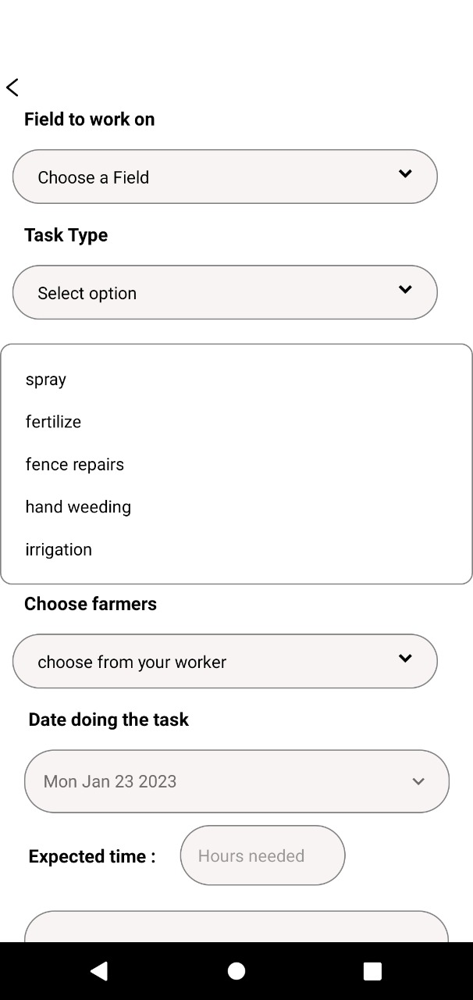 Field to work on
Choose a Field
Task Type
Select option
spray
fertilize
fence repairs
hand weeding
irrigation
Choose farmers
choose from your worker
Date doing the task
Mon Jan 23 2023
Expected time : Hours needed